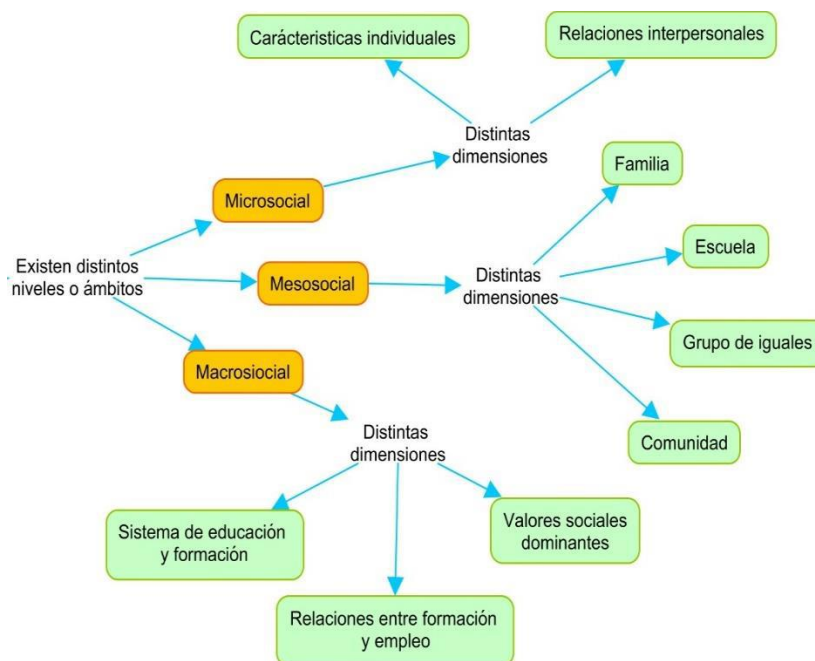 Carácteristicas individuales
Relaciones interpersonales
Distintas
dimensiones
Familia
Microsocial
Escuela
Existen distintos
niveles o ámbitos
Mesosocial
Distintas
dimensiones
Grupo de iguales
Macrosiocial
Distintas
dimensiones
Comunidad
Sistema de educación
y formación
Valores sociales
dominantes
Relaciones entre formación
y empleo